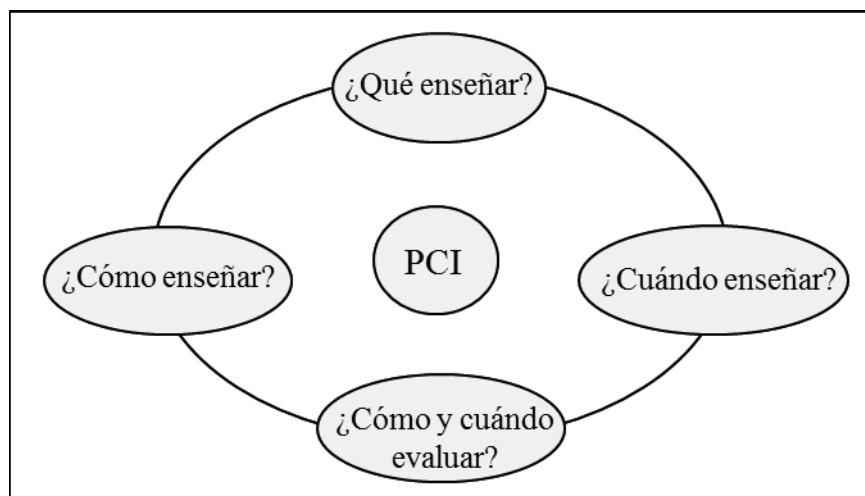 ¿Qué enseñar?
¿Cómo enseñar?
PCI
¿Cuándo enseñar?
¿Cómo y cuándo
evaluar?